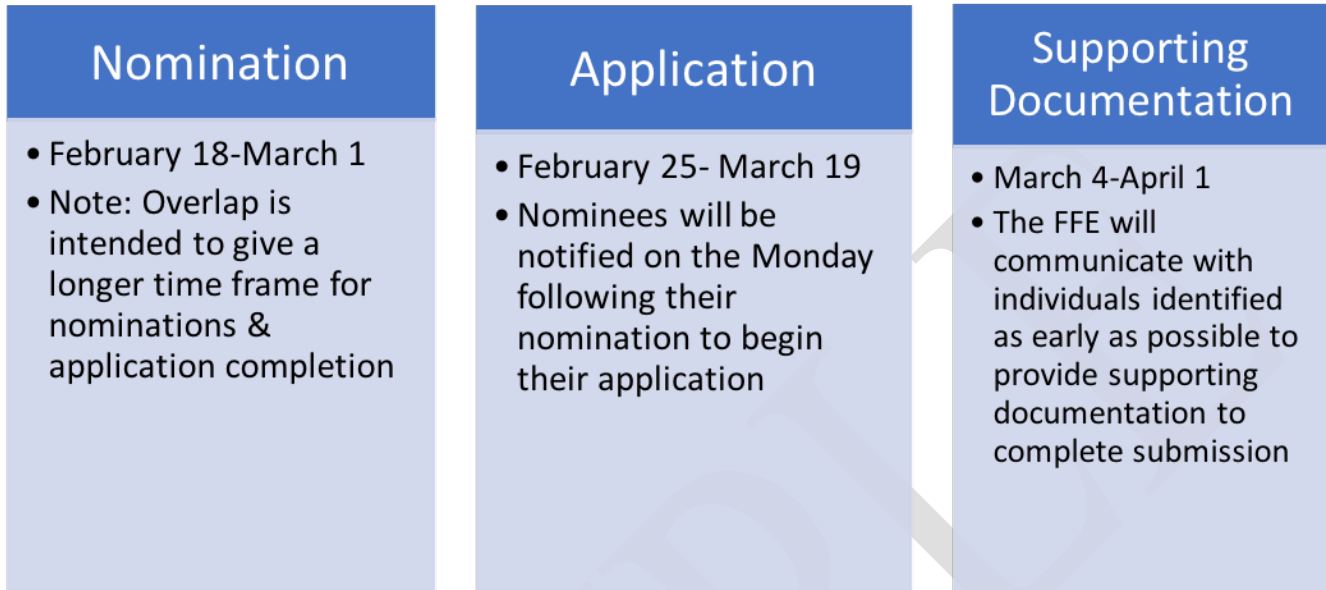 Nomination
• February 18-March 1
• Note: Overlap is
intended to give a
longer time frame for
nominations &
application completion
Application
• February 25- March 19
• Nominees will be
notified on the Monday
following their
nomination to begin
their application
Supporting
Documentation
• March 4-April 1
• The FFE will
communicate with
individuals identified
as early as possible to
provide supporting
documentation to
complete submission